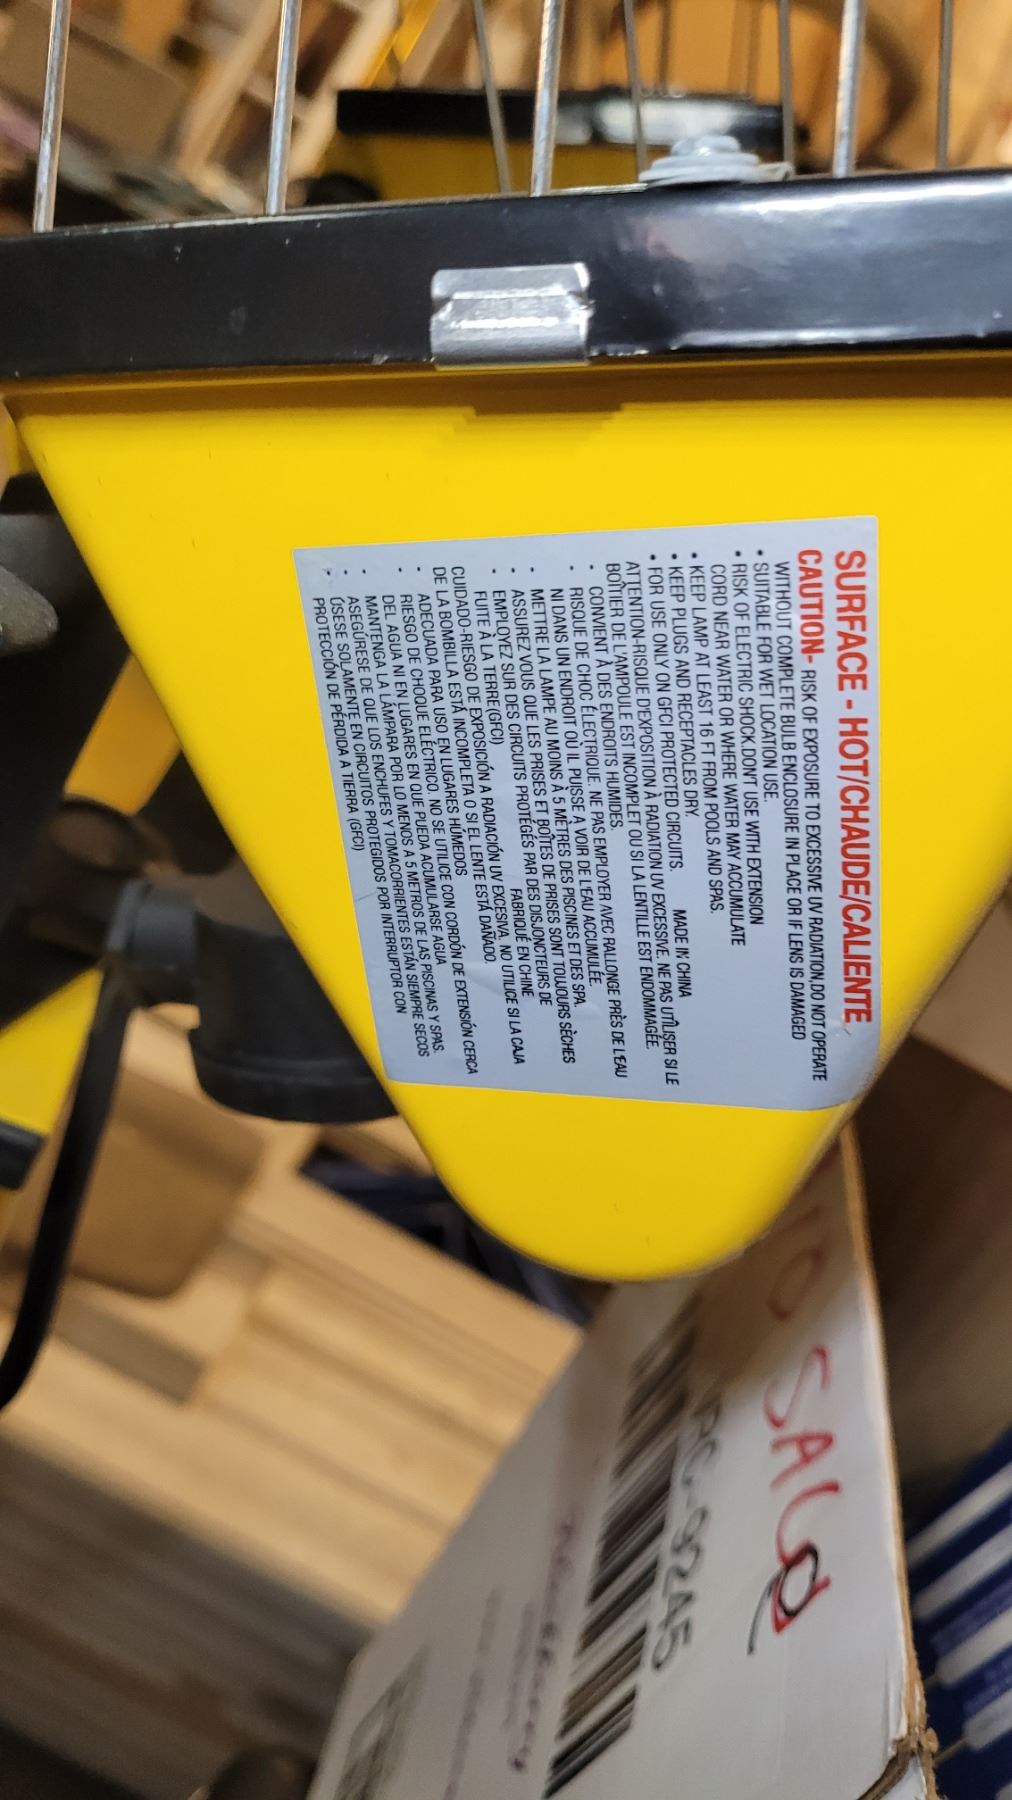 SURFACE - HOT/CHAUDE/CALIENTE
CAUTION- RISK OF EXPOSURE TO EXCESSIVE UV RADIATION,DO NOT OPERATE
WITHOUT COMPLETE BULB ENCLOSURE IN PLACE OR IF LENS IS DAMAGED
• SUITABLE FOR WET LOCATION USE.
• RISK OF ELECTRIC SHOCK.DON'T USE WITH EXTENSION
CORD NEAR WATER OR WHERE WATER MAY ACCUMULATE
• KEEP LAMP AT LEAST 16 FT FROM POOLS AND SPAS.
• KEEP PLUGS AND RECEPTACLES DRY.
• FOR USE ONLY ON GFCI PROTECTED CIRCUITS. MADE IN CHINA
ATTENTION-RISQUE D'EXPOSITION À RADIATION UV EXCESSIVE. NE PAS UTILISER SI LE
BOÎTIER DE L'AMPOULE EST INCOMPLET OU SI LA LENTILLE EST ENDOMMAGÉE.
• CONVIENT À DES ENDROITS HUMIDES.
• RISQUE DE CHOC ÉLECTRIQUE. NE PAS EMPLOYER AVEC RALLONGE PRÈS DE L'EAU
NI DANS UN ENDROIT OÙ IL PUISSE A VOIR DE L'EAU ACCUMULÉE.
• METTRE LA LAMPE AU MOINS À 5 MÈTRES DES PISCINES ET DES SPA.
• ASSUREZ VOUS QUE LES PRISES ET BOÎTES DE PRISES SONT TOUJOURS SÈCHES
• EMPLOYEZ SUR DES CIRCUITS PROTÉGÉS PAR DES DISJONCTEURS DE
FUITE À LA TERRE(GFCI) FABRIQUÉ EN CHINE
CUIDADO-RIESGO DE EXPOSICIÓN A RADIACIÓN UV EXCESIVA. NO UTILICE SI LA CAJA
DE LA BOMBILLA ESTÁ INCOMPLETA O SI EL LENTE ESTÁ DAÑADO.
• ADECUADA PARA USO EN LUGARES HÚMEDOS
• RIESGO DE CHOQUE ELÉCTRICO. NO SE UTILICE CON CORDÓN DE EXTENSIÓN CERCA
DEL AGUA NI EN LUGARES EN QUE PUEDA ACUMULARSE AGUA
• MANTENGA LA LÁMPARA POR LO MENOS A 5 METROS DE LAS PISCINAS Y SPAS.
• ASEGÚRESE DE QUE LOS ENCHUFES Y TOMACORRIENTES ESTÁN SIEMPRE SECOS
• ÚSESE SOLAMENTE EN CIRCUITOS PROTEGIDOS POR INTERRUPTOR CON
PROTECCIÓN DE PÉRDIDA A TIERRA (GFCI)
-9245